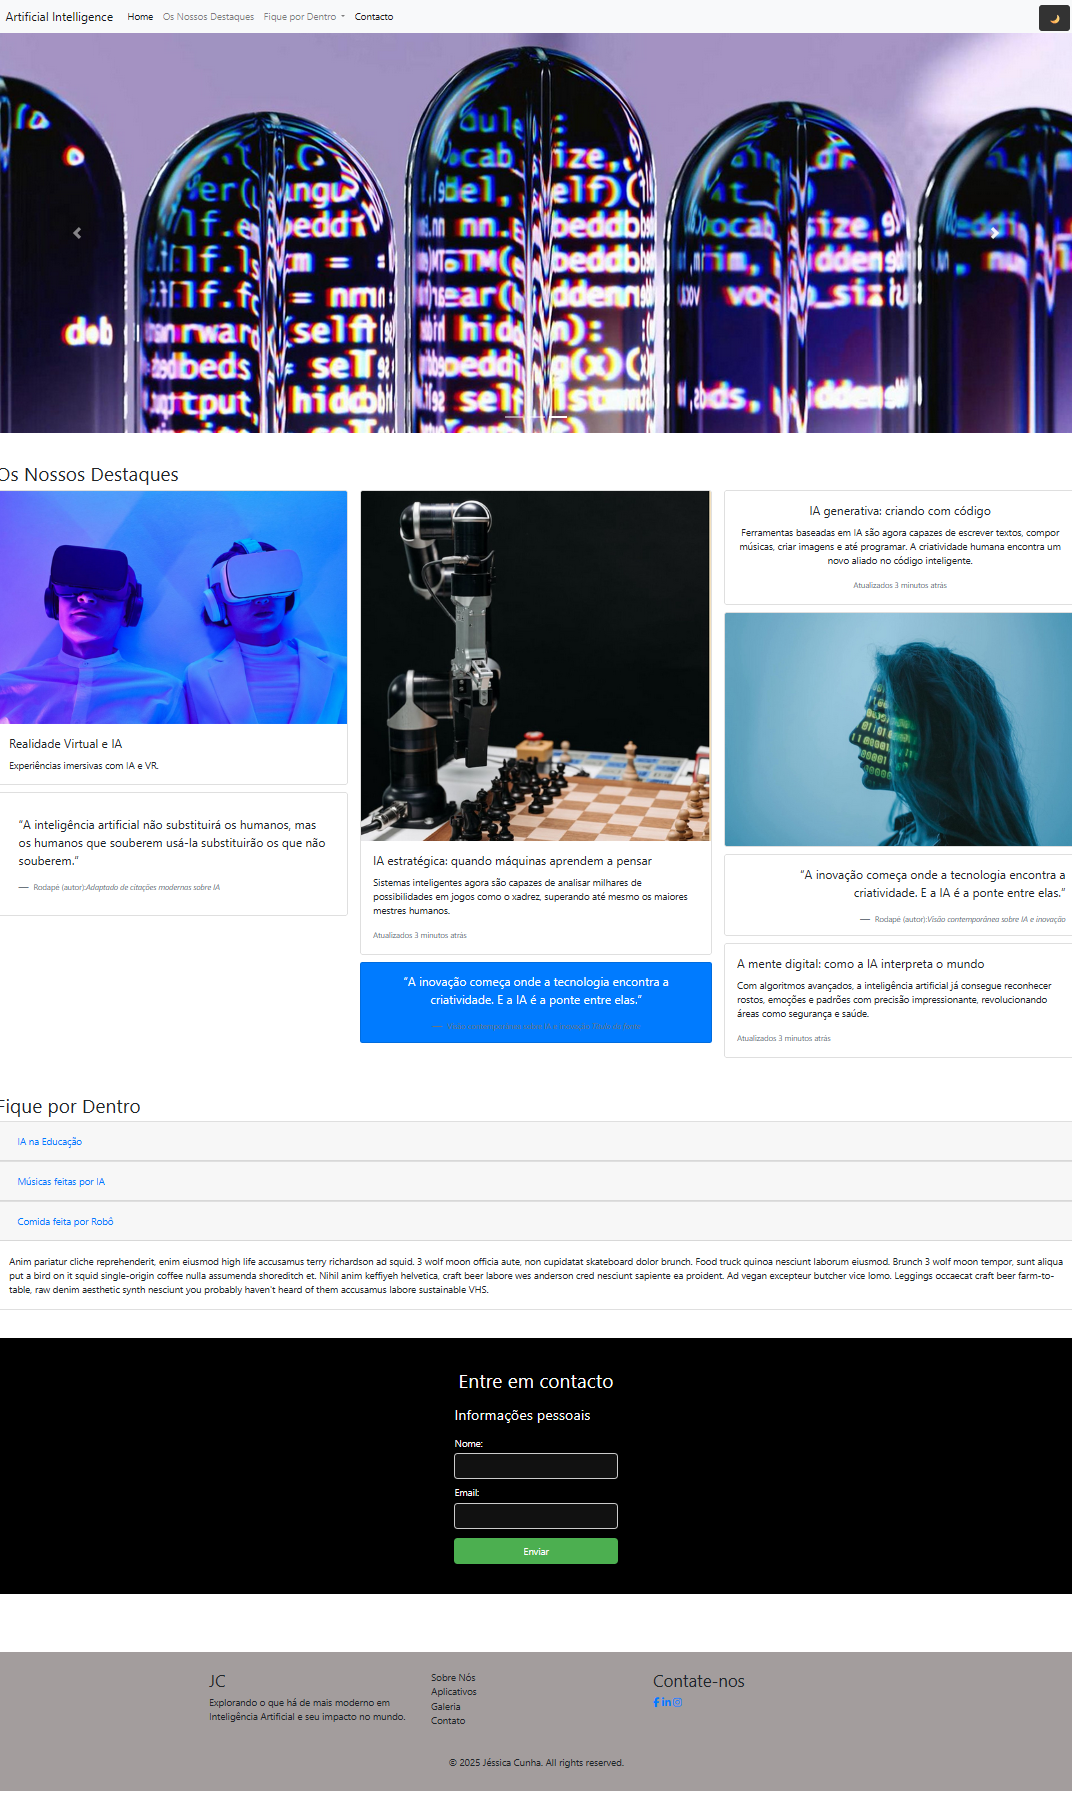 Artificial Intelligence Home Os Nossos Destaques Fique por Dentro Contacto
Os Nossos Destaques
Realidade Virtual e IA
Experiências imersivas com IA e VR.
“A inteligência artificial não substituirá os humanos, mas
os humanos que souberem usá-la substituirão os que não
souberem.”
— Rodapé (autor):Adaptado de citações modernas sobre IA
IA estratégica: quando máquinas aprendem a pensar
Sistemas inteligentes agora são capazes de analisar milhares de
possibilidades em jogos como o xadrez, superando até mesmo os maiores
mestres humanos.
Atualizados 3 minutos atrás
“A inovação começa onde a tecnologia encontra a
criatividade. E a IA é a ponte entre elas.”
— Visão contemporânea sobre IA e inovação Título da fonte
IA generativa: criando com código
Ferramentas baseadas em IA são agora capazes de escrever textos, compor
músicas, criar imagens e até programar. A criatividade humana encontra um
novo aliado no código inteligente.
Atualizados 3 minutos atrás
“A inovação começa onde a tecnologia encontra a
criatividade. E a IA é a ponte entre elas.”
— Rodapé (autor):Visão contemporânea sobre IA e inovação
A mente digital: como a IA interpreta o mundo
Com algoritmos avançados, a inteligência artificial já consegue reconhecer
rostos, emoções e padrões com precisão impressionante, revolucionando
áreas como segurança e saúde.
Atualizados 3 minutos atrás
Fique por Dentro
IA na Educação
Músicas feitas por IA
Comida feita por Robô
Anim pariatur cliche reprehenderit, enim eiusmod high life accusamus terry richardson ad squid. 3 wolf moon officia aute, non cupidatat skateboard dolor brunch. Food truck quinoa nesciunt laborum eiusmod. Brunch 3 wolf moon tempor, sunt aliqua
put a bird on it squid single-origin coffee nulla assumenda shoreditch et. Nihil anim keffiyeh helvetica, craft beer labore wes anderson cred nesciunt sapiente ea proident. Ad vegan excepteur butcher vice lomo. Leggings occaecat craft beer farm-to-
table, raw denim aesthetic synth nesciunt you probably haven't heard of them accusamus labore sustainable VHS.
Entre em contacto
Informações pessoais
Nome:
Email:
Enviar
JC
Explorando o que há de mais moderno em
Inteligência Artificial e seu impacto no mundo.
Sobre Nós
Aplicativos
Galeria
Contato
Contate-nos
© 2025 Jéssica Cunha. All rights reserved.